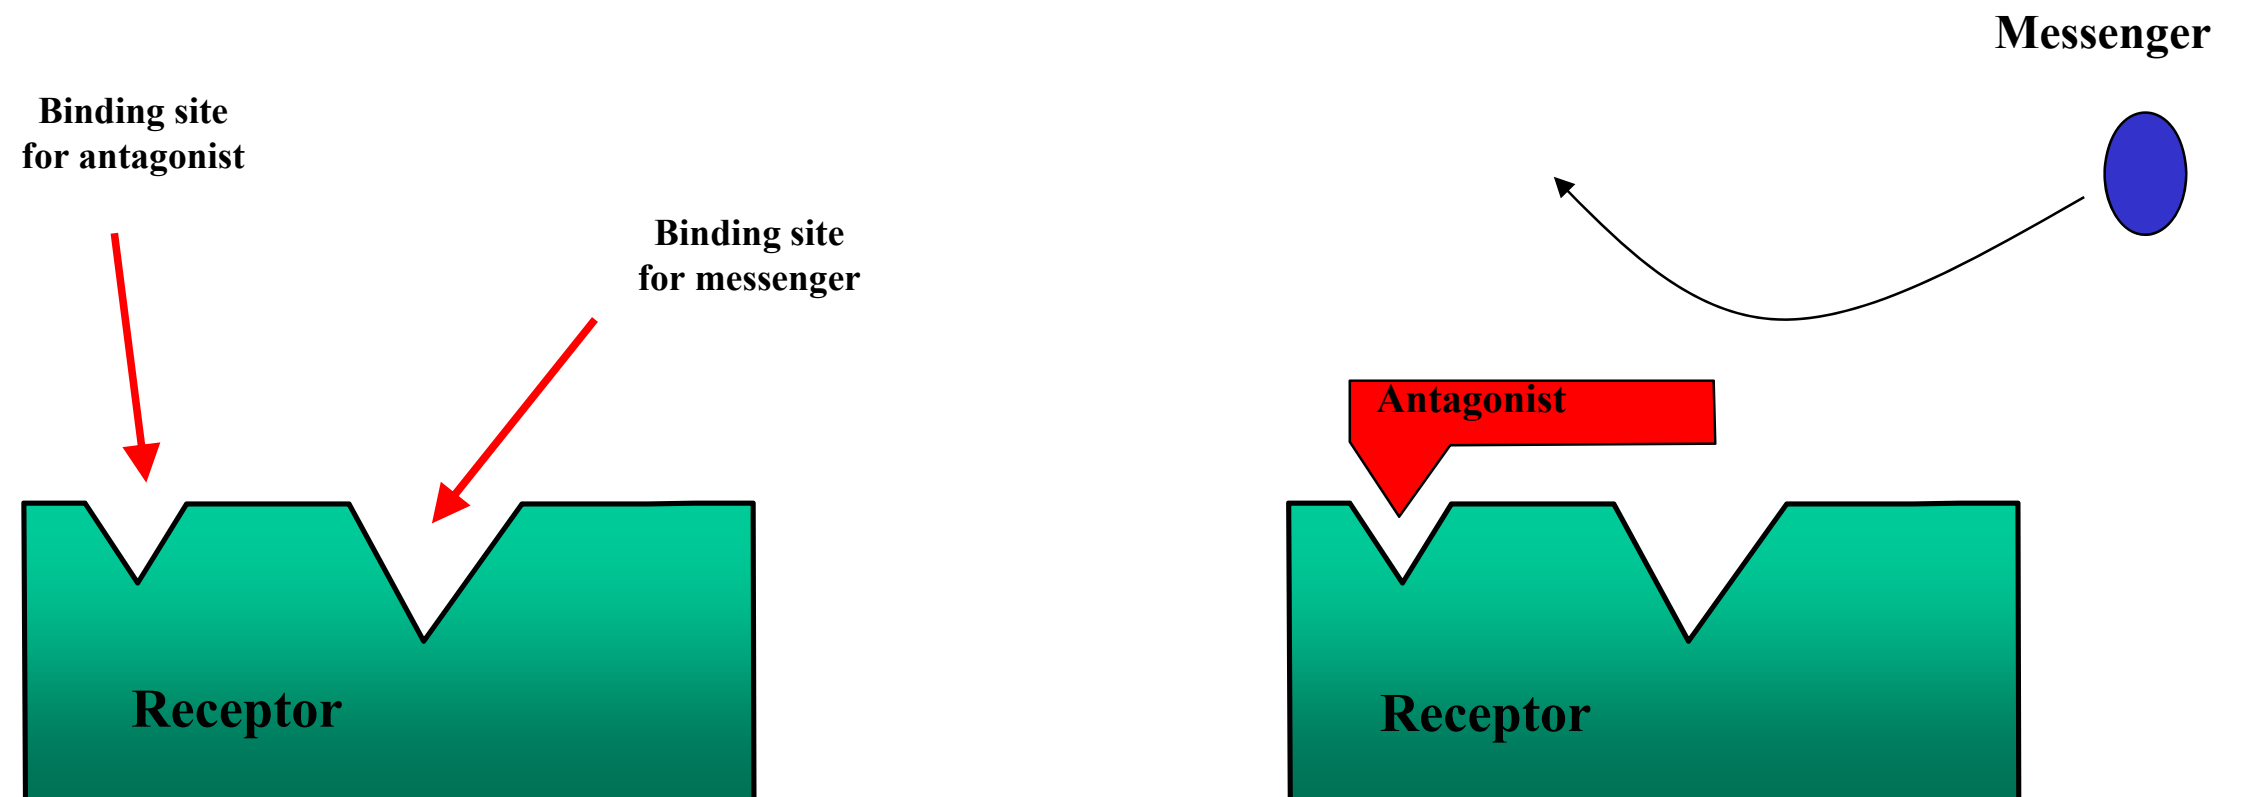 Messenger
Binding site
for antagonist
Binding site
for messenger
Antagonist
Receptor
Receptor